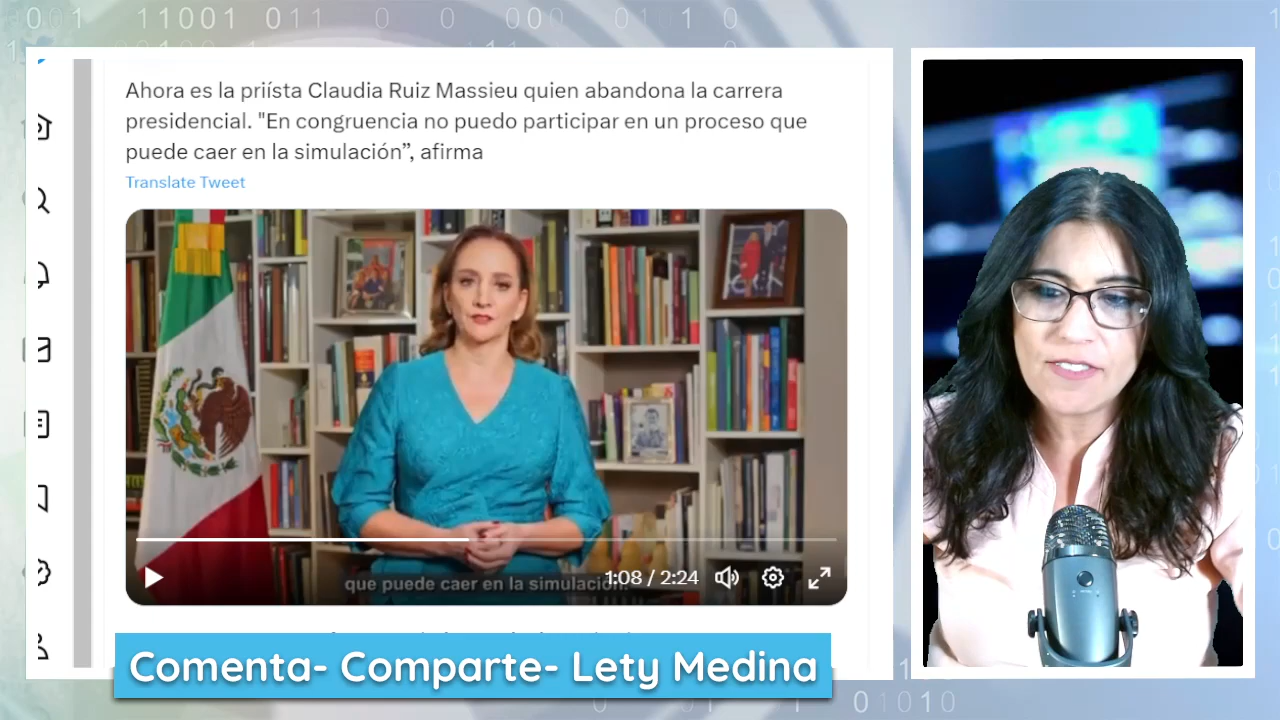 Ahora es la priísta Claudia Ruiz Massieu quien abandona la carrera
presidencial. "En congruencia no puedo participar en un proceso que
puede caer en la simulación”, afirma
Translate Tweet
que puede caer en la simulación.
1:08 / 2:24
Comenta- Comparte- Lety Medina